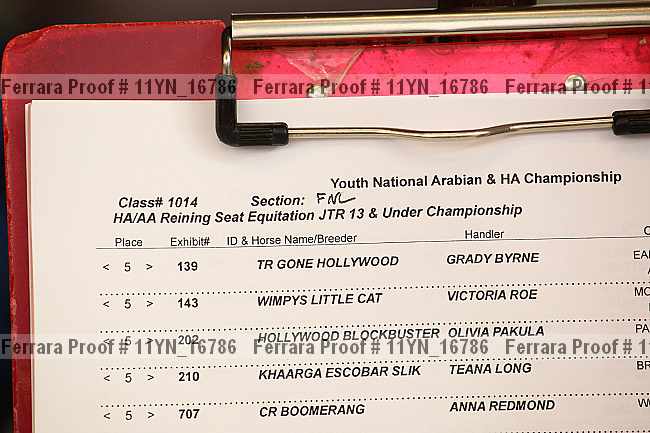 Ferrara Proof # 11YN_16786 Ferrara Proof # 11YN_16786 Ferrara Proof # 11YN_
Youth National Arabian & HA Championship
Class# 1014 Section: FNL
HA/AA Reining Seat Equitation JTR 13 & Under Championship
Place Exhibit# ID & Horse Name/Breeder Handler
< 5 > 139 TR GONE HOLLYWOOD GRADY BYRNE
< 5 > 143 WIMPYS LITTLE CAT VICTORIA ROE
< 5 > 202 HOLLYWOOD BLOCKBUSTER OLIVIA PAKULA
Ferrara Proof # 11YN_16786 Ferrara Proof # 11YN_16786 Ferrara Proof # 11YN_
< 5 > 210 KHAARGA ESCOBAR SLIK TEANA LONG
< 5 > 707 CR BOOMERANG ANNA REDMOND